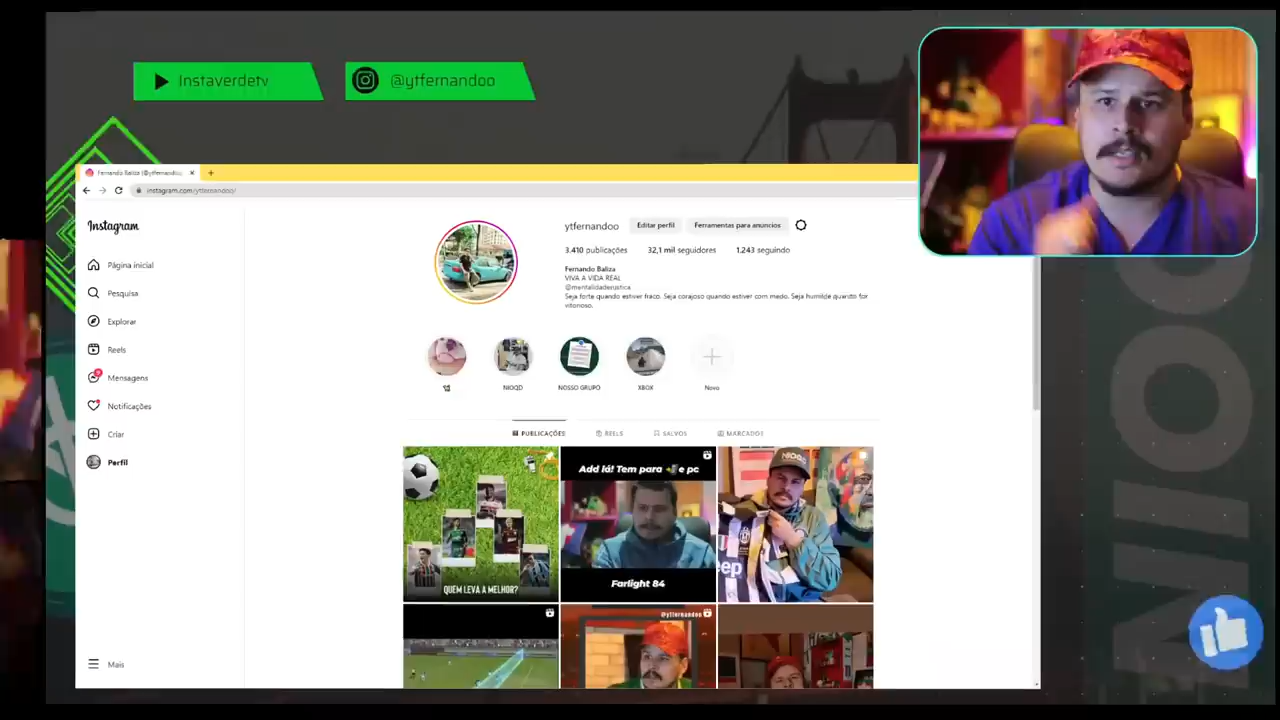 Instaverdetv
@ytfernandoo
Fernando Baliza (@ytfernandoo
instagram.com/ytfernandoo/
Instagram
Página inicial
Pesquisa
Explorar
Reels
Mensagens
Notificações
Criar
Perfil
Mais
ytfernandoo
Editar perfil
Ferramentas para anúncios
3.410 publicações
32,1 mil seguidores
1.243 seguindo
Fernando Baliza
VIVA A VIDA REAL
@mentalidaderustica
Seja forte quando estiver fraco. Seja corajoso quando estiver com medo. Seja humilde quando for
vitorioso.
NIOQD
NOSSO GRUPO
XBOX
Novo
PUBLICAÇÕES
REELS
SALVOS
MARCADOS
QUEM LEVA A MELHOR?
Add lá! Tem para e pc
Farlight 84
NIOQD
Jeep
@ytfernandoo
NIOQ